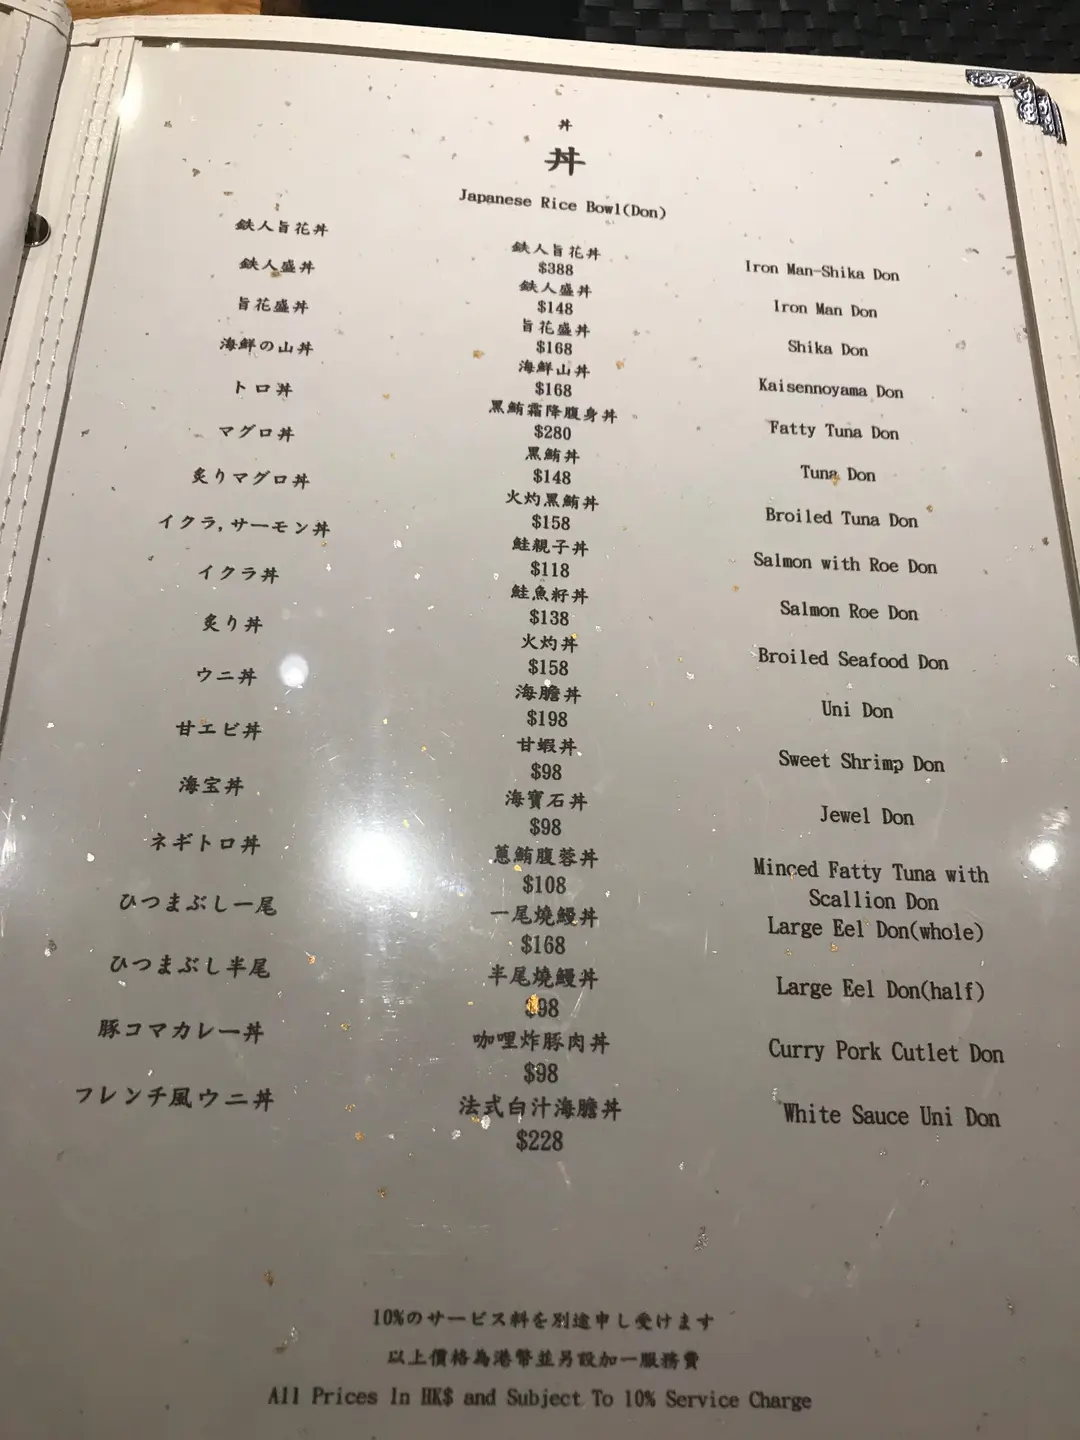 丼
丼
Japanese Rice Bowl(Don)
鉄人旨花丼
鉄人旨花丼
$388
Iron Man-Shika Don
鉄人盛丼
鉄人盛丼
$148
Iron Man Don
旨花盛丼
旨花盛丼
$168
Shika Don
海鮮の山丼
海鮮山丼
$168
Kaisennoyama Don
トロ丼
黑鮪霜降腹身丼
$280
Fatty Tuna Don
マグロ丼
黑鮪丼
$148
Tuna Don
炙りマグロ丼
火灼黑鮪丼
$158
Broiled Tuna Don
イクラ,サーモン丼
鮭親子丼
$118
Salmon with Roe Don
イクラ丼
鮭魚籽丼
$138
Salmon Roe Don
炙り丼
火灼丼
$158
Broiled Seafood Don
ウニ丼
海膽丼
$198
Uni Don
甘エビ丼
甘蝦丼
$98
Sweet Shrimp Don
海宝丼
海寶石丼
$98
Jewel Don
ネギトロ丼
蔥鮪腹蓉丼
$108
Minced Fatty Tuna with
Scallion Don
ひつまぶし一尾
一尾燒鰻丼
$168
Large Eel Don(whole)
ひつまぶし半尾
半尾燒鰻丼
$98
Large Eel Don(half)
豚コマカレー丼
咖哩炸豚肉丼
$98
Curry Pork Cutlet Don
フレンチ風ウニ丼
法式白汁海膽丼
$228
White Sauce Uni Don
10%のサービス料を別途申し受けます
以上價格為港幣並另設加一服務費
All Prices In HK$ and Subject To 10% Service Charge